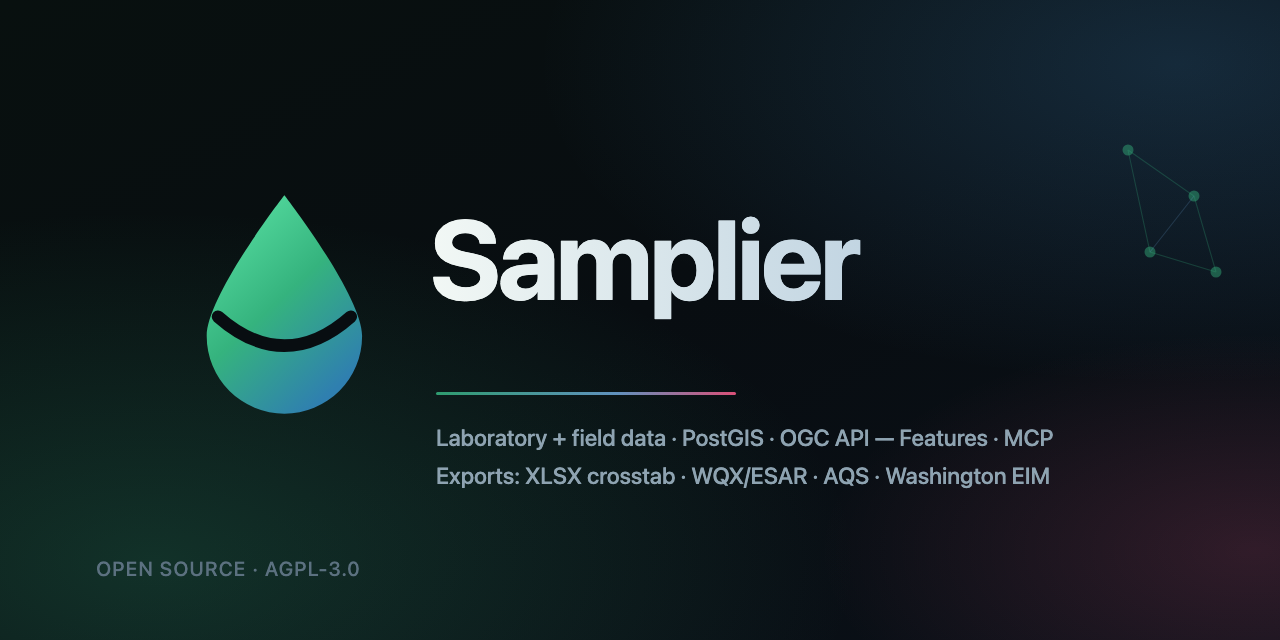 Samplier
Laboratory + field data · PostGIS · OGC API — Features · MCP
Exports: XLSX crosstab · WQX/ESAR · AQS · Washington EIM
OPEN SOURCE · AGPL-3.0